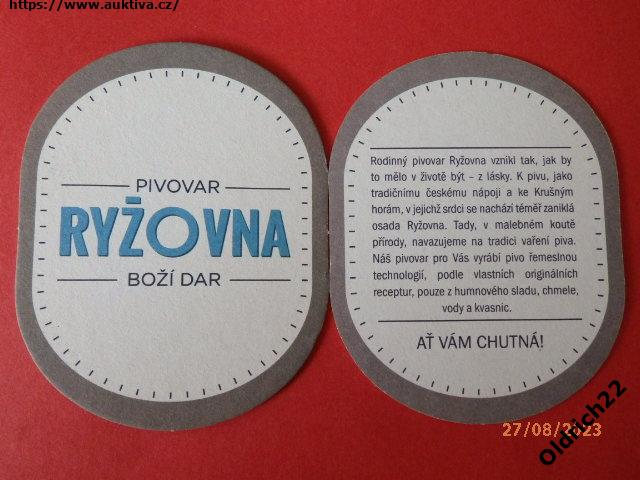 https://www.auktiva.cz/
PIVOVAR
RYŽOVNA
BOŽÍ DAR
Rodinný pivovar Ryžovna vznikl tak, jak by
to mělo v životě být – z lásky. K pivu, jako
tradičnímu českému nápoji a ke Krušným
horám, v jejichž srdci se nachází téměř zaniklá
osada Ryžovna. Tady, v malebném koutě
přírody, navazujeme na tradici vaření piva.
Náš pivovar pro Vás vyrábí pivo řemeslnou
technologií, podle vlastních originálních
receptur, pouze z humnového sladu, chmele,
vody a kvasnic.
AŤ VÁM CHUTNÁ!
27/08/2023
Oldrich22